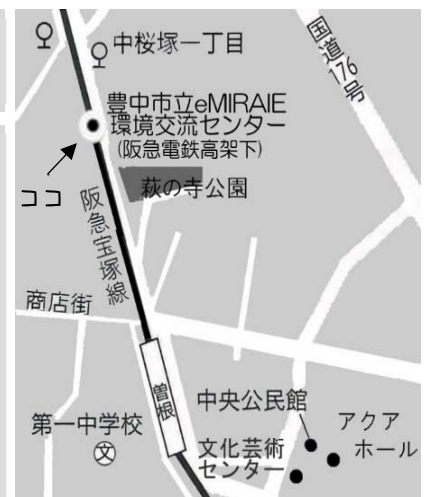 中桜塚一丁目
国道176号
豊中市立eMIRAIE
環境交流センター
(阪急電鉄高架下)
ココ
萩の寺公園
阪急宝塚線
商店街
曽根
中央公民館
第一中学校
文
アクア
ホール
文化芸術
センター